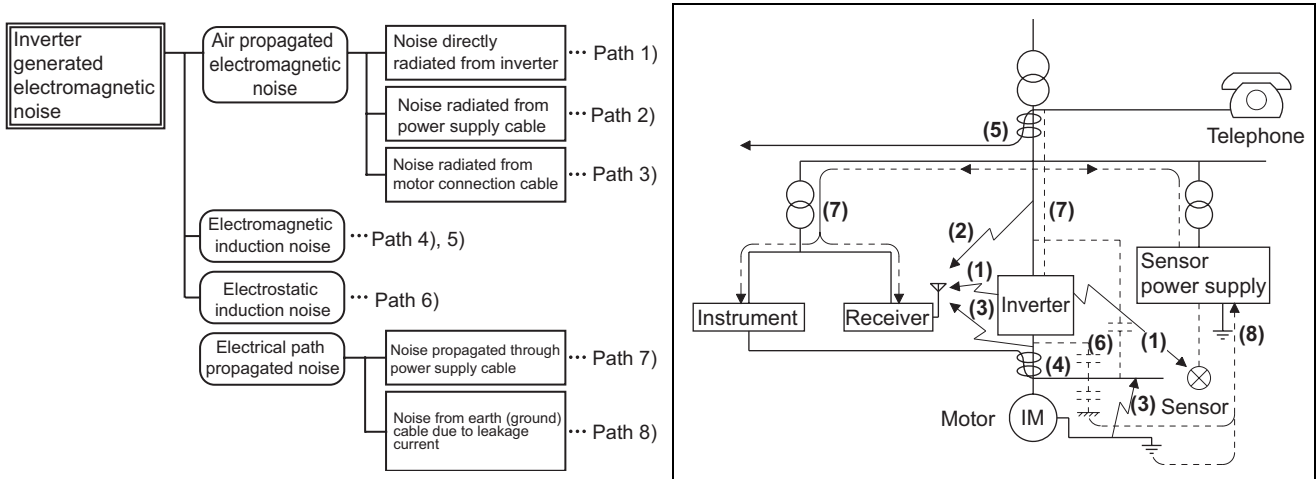 Inverter
generated
electromagnetic
noise
Air propagated
electromagnetic
noise
Noise directly
radiated from inverter
··· Path 1)
Noise radiated from
power supply cable
··· Path 2)
Noise radiated from
motor connection cable
··· Path 3)
Electromagnetic
induction noise
···Path 4), 5)
Electrostatic
induction noise
··· Path 6)
Electrical path
propagated noise
Noise propagated through
power supply cable
··· Path 7)
Noise from earth (ground)
cable due to leakage
current
··· Path 8)
Telephone
(5)
(7)
(7)
(2)
(1)
(3)
Instrument
Receiver
Inverter
Sensor
power supply
(6)
(1)
(8)
(4)
(3)
Sensor
Motor
IM